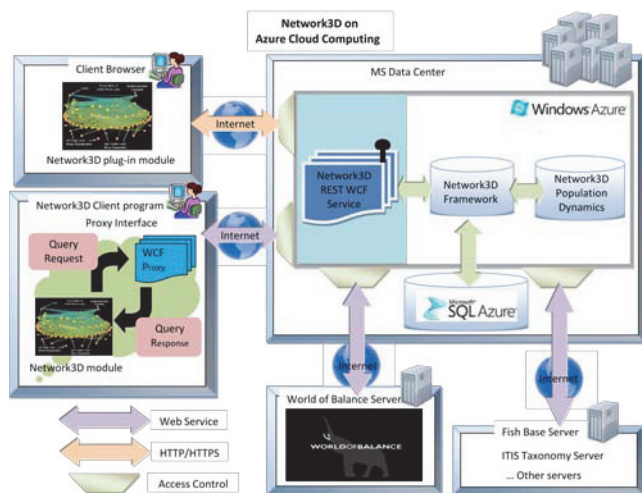 Network3D on
Azure Cloud Computing
Client Browser
Network3D plug-in module
Internet
MS Data Center
Windows Azure
Network3D
REST WCF
Service
Network3D
Framework
Network3D
Population
Dynamics
Microsoft
SQL Azure
Network3D Client program
Proxy Interface
Query
Request
WCF
Proxy
Query
Response
Network3D module
Internet
Internet
Internet
World of Balance Server
WORLDOFBALANCE
Fish Base Server
ITIS Taxonomy Server
... Other servers
Web Service
HTTP/HTTPS
Access Control